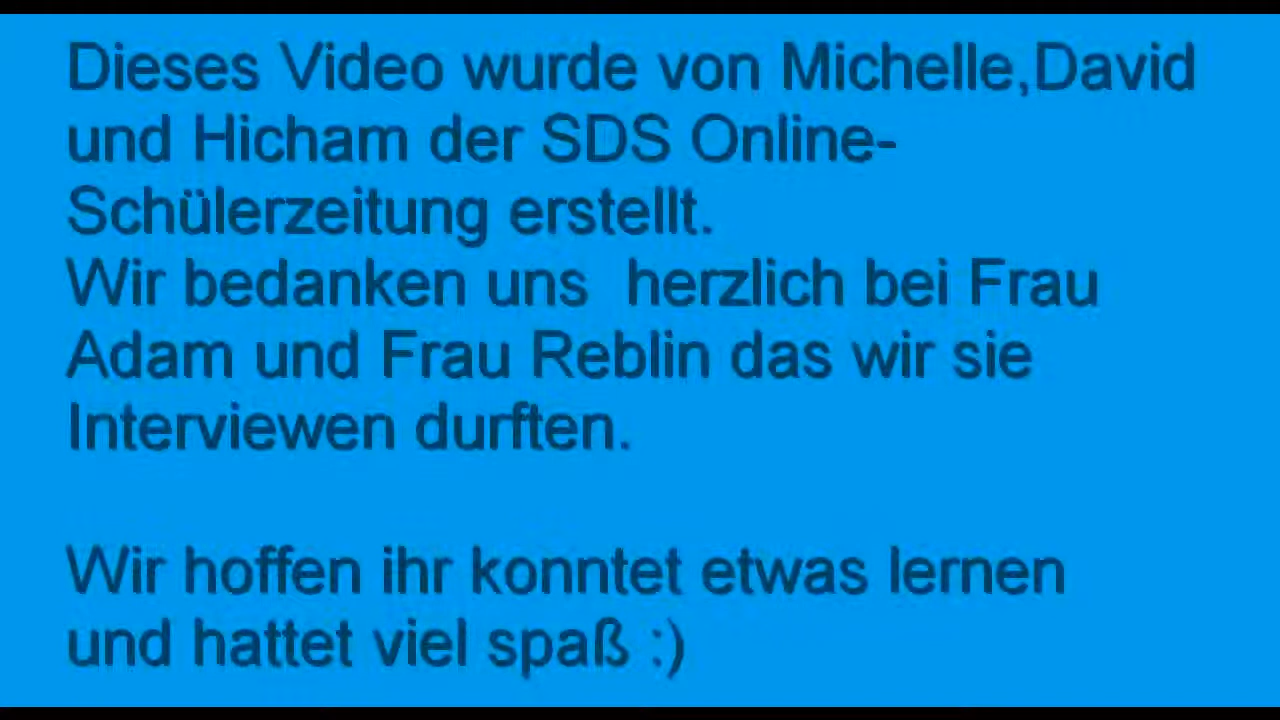 Dieses Video wurde von Michelle,David
und Hicham der SDS Online-
Schülerzeitung erstellt.
Wir bedanken uns  herzlich bei Frau
Adam und Frau Reblin das wir sie
Interviewen durften.

Wir hoffen ihr konntet etwas lernen
und hattet viel spaß :)